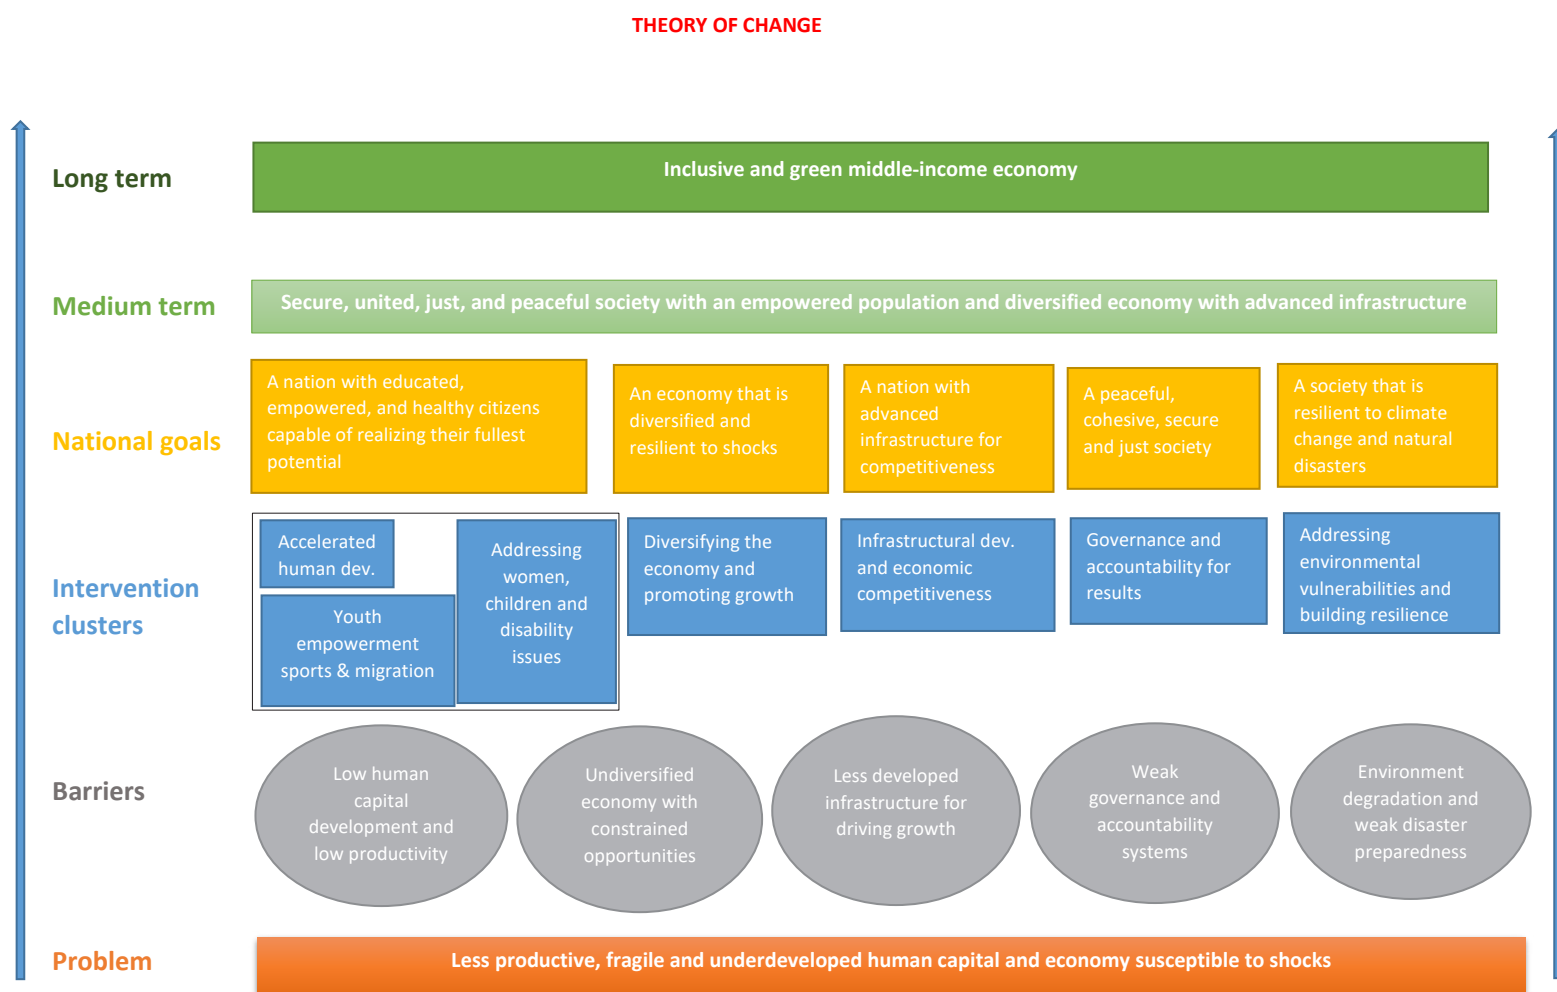 THEORY OF CHANGE
Long term
Inclusive and green middle-income economy
Medium term
Secure, united, just, and peaceful society with an empowered population and diversified economy with advanced infrastructure
National goals
A nation with educated,
empowered, and healthy citizens
capable of realizing their fullest
potential
An economy that is
diversified and
resilient to shocks
A nation with
advanced
infrastructure for
competitiveness
A peaceful,
cohesive, secure
and just society
A society that is
resilient to climate
change and natural
disasters
Intervention
clusters
Accelerated
human dev.
Youth
empowerment
sports & migration
Addressing
women,
children and
disability
issues
Diversifying the
economy and
promoting growth
Infrastructural dev.
and economic
competitiveness
Governance and
accountability for
results
Addressing
environmental
vulnerabilities and
building resilience
Barriers
Low human
capital
development and
low productivity
Undiversified
economy with
constrained
opportunities
Less developed
infrastructure for
driving growth
Weak
governance and
accountability
systems
Environment
degradation and
weak disaster
preparedness
Problem
Less productive, fragile and underdeveloped human capital and economy susceptible to shocks